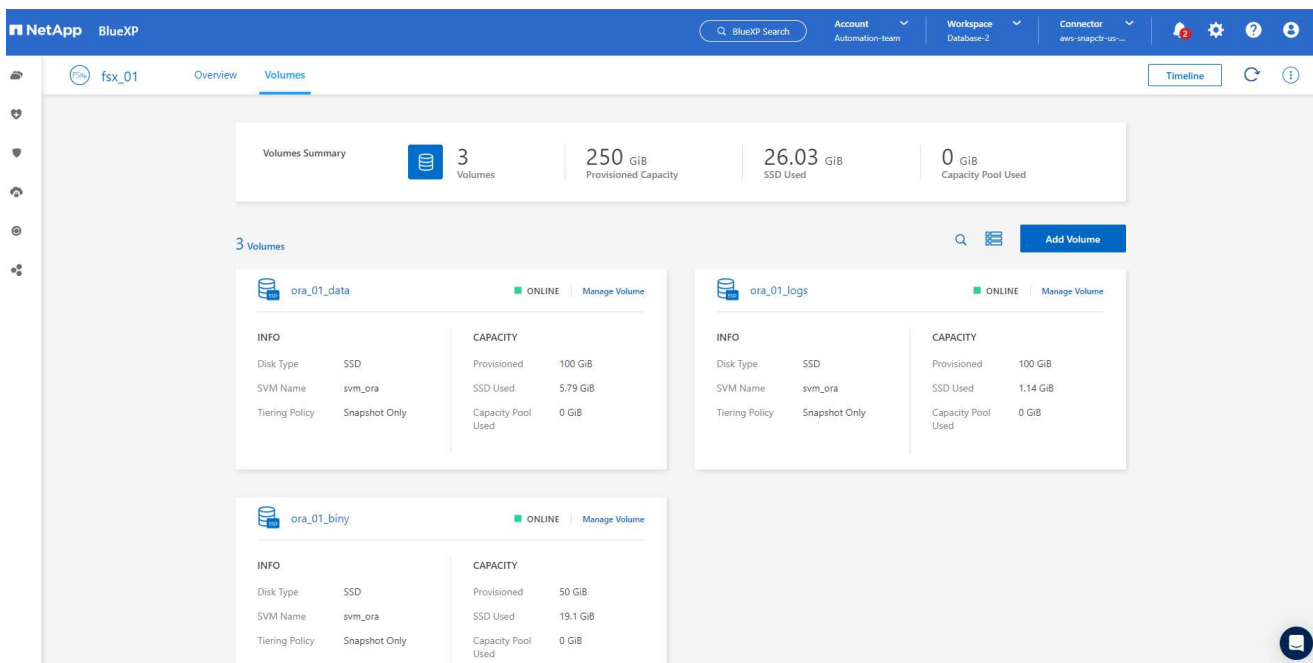 NetApp BlueXP
BlueXP Search
Account
Automation-team
Workspace
Database-2
Connector
aws-snapctr-us-...
2
FSx
fsx_01
Overview
Volumes
Timeline
Volumes Summary
3
Volumes
250 GiB
Provisioned Capacity
26.03 GiB
SSD Used
0 GiB
Capacity Pool Used
3 Volumes
Add Volume
SSD
ora_01_data
ONLINE
Manage Volume
INFO
Disk Type SSD
SVM Name svm_ora
Tiering Policy Snapshot Only
CAPACITY
Provisioned 100 GiB
SSD Used 5.79 GiB
Capacity Pool 0 GiB
Used
SSD
ora_01_logs
ONLINE
Manage Volume
INFO
Disk Type SSD
SVM Name svm_ora
Tiering Policy Snapshot Only
CAPACITY
Provisioned 100 GiB
SSD Used 1.14 GiB
Capacity Pool 0 GiB
Used
SSD
ora_01_biny
ONLINE
Manage Volume
INFO
Disk Type SSD
SVM Name svm_ora
Tiering Policy Snapshot Only
CAPACITY
Provisioned 50 GiB
SSD Used 19.1 GiB
Capacity Pool 0 GiB
Used